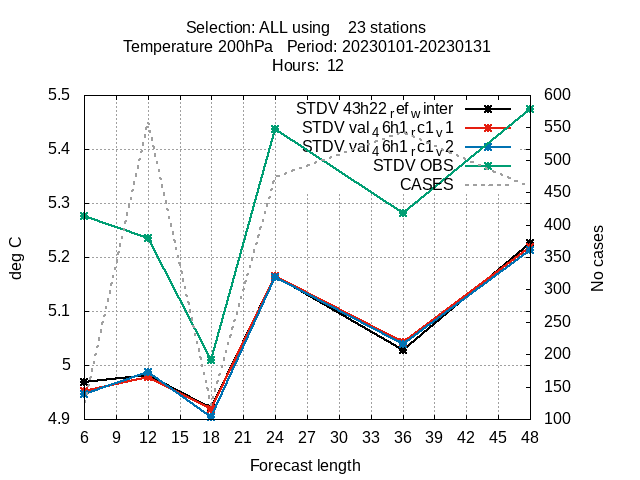 Selection: ALL using    23 stations
Temperature 200hPa   Period: 20230101-20230131
Hours:  12
5.5
5.4
5.3
5.2
5.1
5
4.9
deg C
STDV 43h22ref_winter
STDV val_46h1_rc1_v1
STDV val_46h1_rc1_v2
STDV OBS
CASES
600
550
500
450
400
350
300
250
200
150
100
No cases
6 9 12 15 18 21 24 27 30 33 36 39 42 45 48
Forecast length